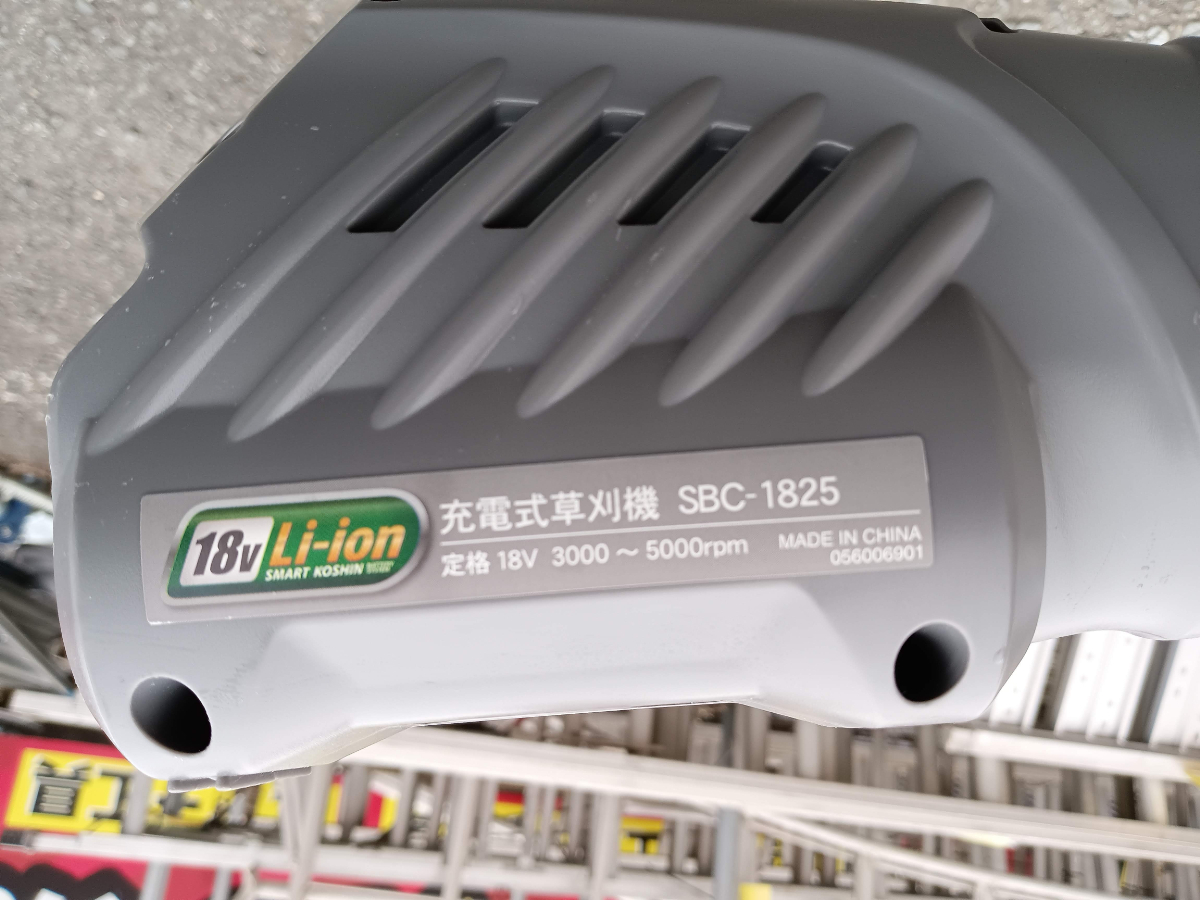 18v Li-ion
SMART KOSHIN
充電式草刈機 SBC-1825
定格 18V 3000～5000rpm
MADE IN CHINA
056006901